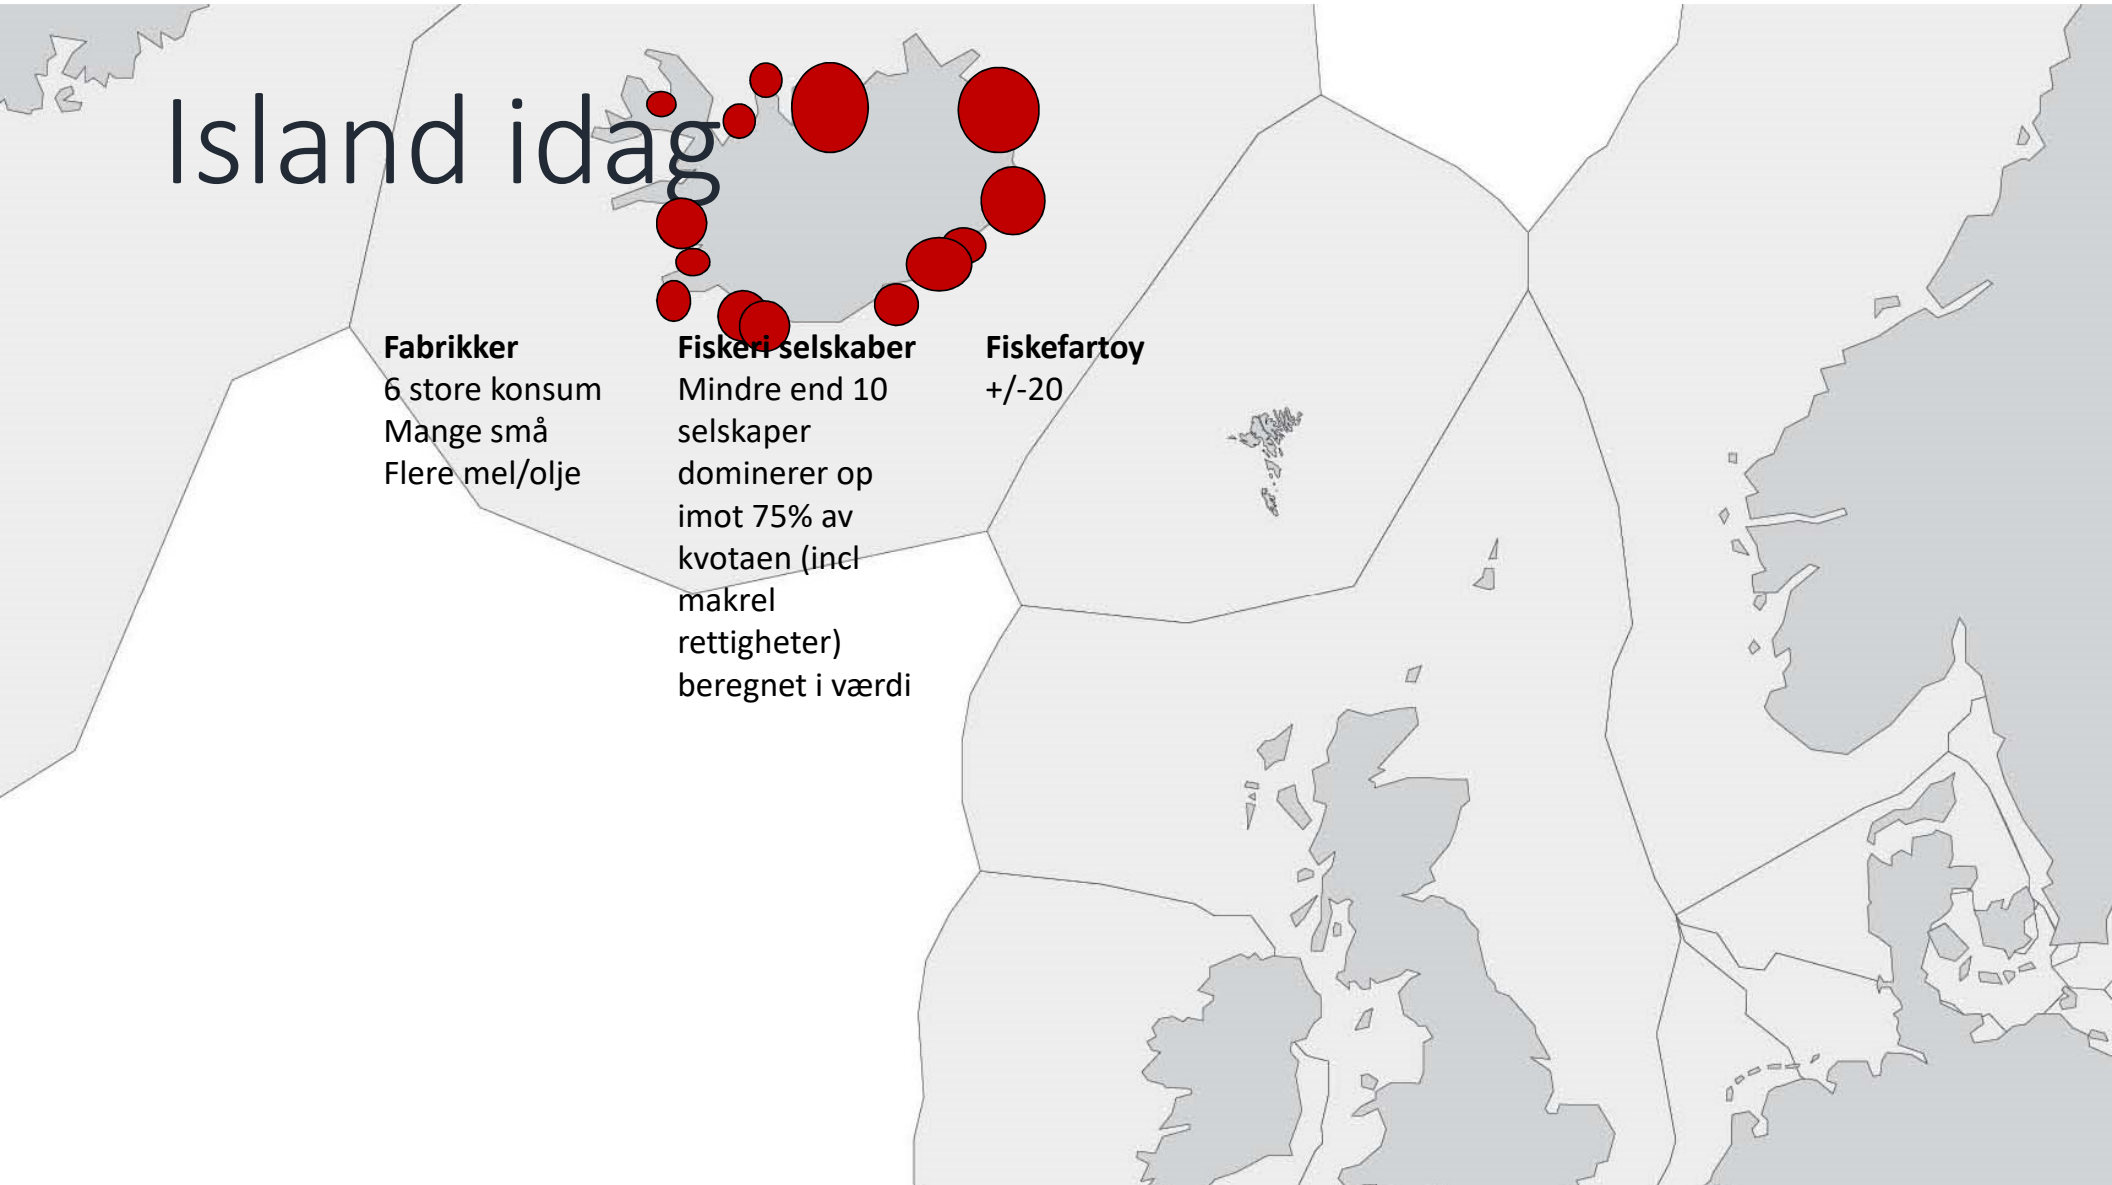 Island idag
Fabrikker
6 store konsum
Mange små
Flere mel/olje
Fiskeri selskaber
Mindre end 10
selskaper
dominerer op
imot 75% av
kvotaen (incl
makrel
rettigheter)
beregnet i værdi
Fiskefartoy
+/-20